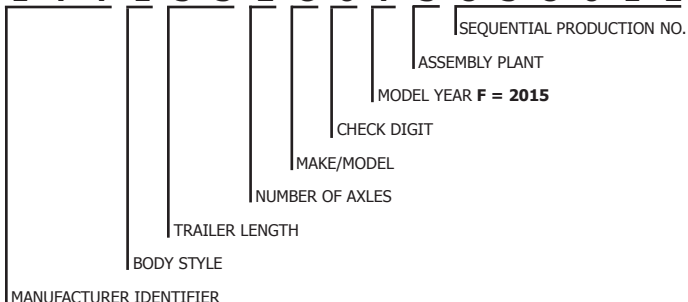 SEQUENTIAL PRODUCTION NO.
ASSEMBLY PLANT
MODEL YEAR F = 2015
CHECK DIGIT
MAKE/MODEL
NUMBER OF AXLES
TRAILER LENGTH
BODY STYLE
MANUFACTURER IDENTIFIER